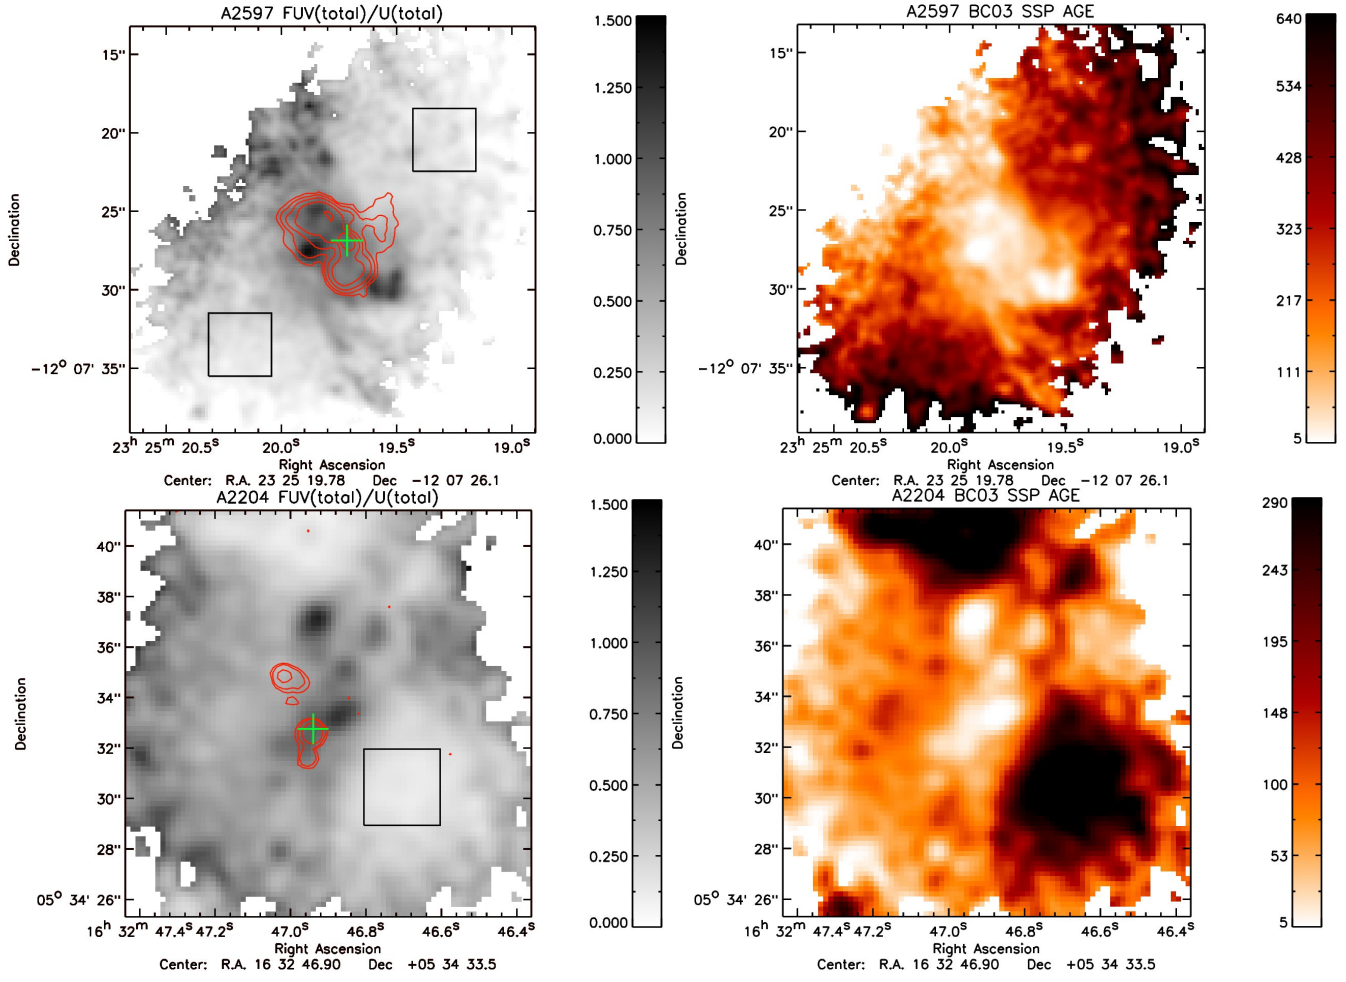 A2597 FUV(total)/U(total)
15"
20"
25"
30"
−12° 07' 35"
Declination
23h 25m 20.5s 20.0s 19.5s 19.0s
Right Ascension
Center: R.A. 23 25 19.78 Dec −12 07 26.1
1.500
1.250
1.000
0.750
0.500
0.250
0.000
A2597 BC03 SSP AGE
15"
20"
25"
30"
−12° 07' 35"
Declination
23h 25m 20.5s 20.0s 19.5s 19.0s
Right Ascension
Center: R.A. 23 25 19.78 Dec −12 07 26.1
640
534
428
323
217
111
5
A2204 FUV(total)/U(total)
40"
38"
36"
34"
32"
30"
28"
05° 34' 26"
Declination
16h 32m 47.4s 47.2s 47.0s 46.8s 46.6s 46.4s
Right Ascension
Center: R.A. 16 32 46.90 Dec +05 34 33.5
1.500
1.250
1.000
0.750
0.500
0.250
0.000
A2204 BC03 SSP AGE
40"
38"
36"
34"
32"
30"
28"
05° 34' 26"
Declination
16h 32m 47.4s 47.2s 47.0s 46.8s 46.6s 46.4s
Right Ascension
Center: R.A. 16 32 46.90 Dec +05 34 33.5
290
243
195
148
100
53
5